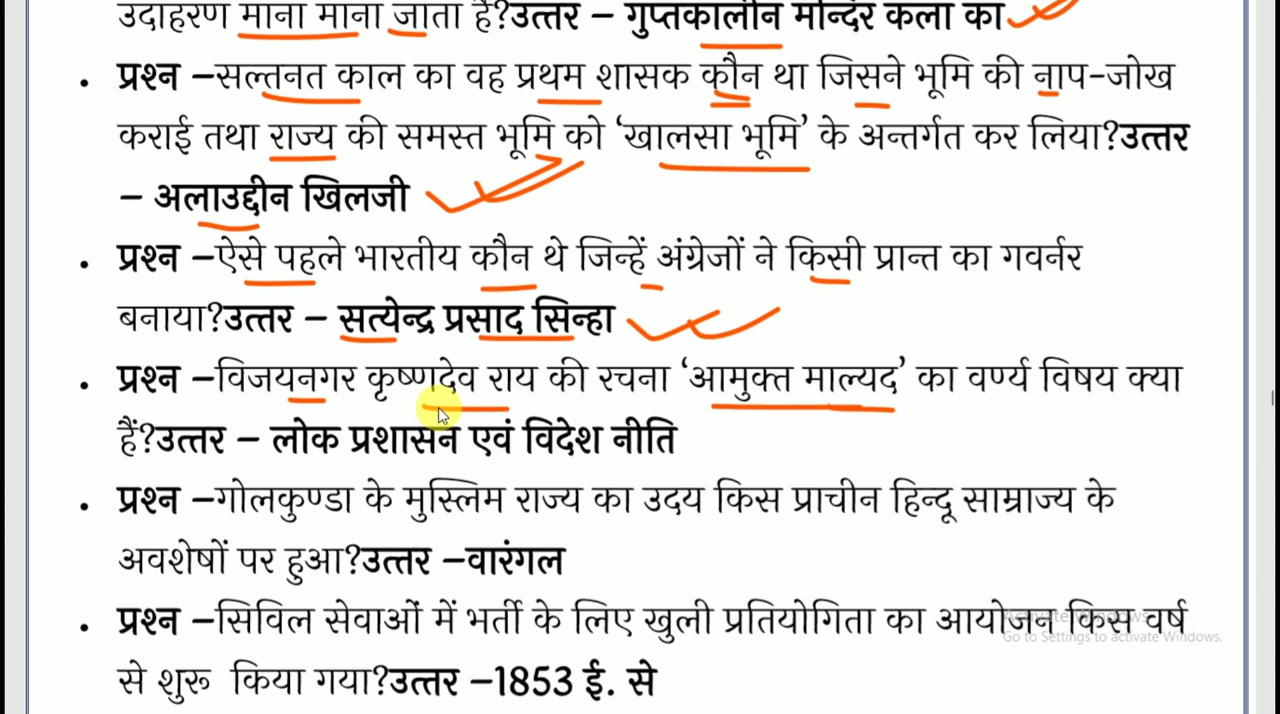 उदाहरण माना माना जाता है?उत्तर – गुप्तकालीन मन्दिर कला का
• प्रश्न –सल्तनत काल का वह प्रथम शासक कौन था जिसने भूमि की नाप-जोख
कराई तथा राज्य की समस्त भूमि को ‘खालसा भूमि’ के अन्तर्गत कर लिया?उत्तर
– अलाउद्दीन खिलजी
• प्रश्न –ऐसे पहले भारतीय कौन थे जिन्हें अंग्रेजों ने किसी प्रान्त का गवर्नर
बनाया?उत्तर – सत्येन्द्र प्रसाद सिन्हा
• प्रश्न –विजयनगर कृष्णदेव राय की रचना ‘आमुक्त माल्यद’ का वर्ण्य विषय क्या
हैं?उत्तर – लोक प्रशासन एवं विदेश नीति
• प्रश्न –गोलकुण्डा के मुस्लिम राज्य का उदय किस प्राचीन हिन्दू साम्राज्य के
अवशेषों पर हुआ?उत्तर –वारंगल
• प्रश्न –सिविल सेवाओं में भर्ती के लिए खुली प्रतियोगिता का आयोजन किस वर्ष
से शुरू किया गया?उत्तर –1853 ई. से
Activate Windows
Go to Settings to activate Windows.